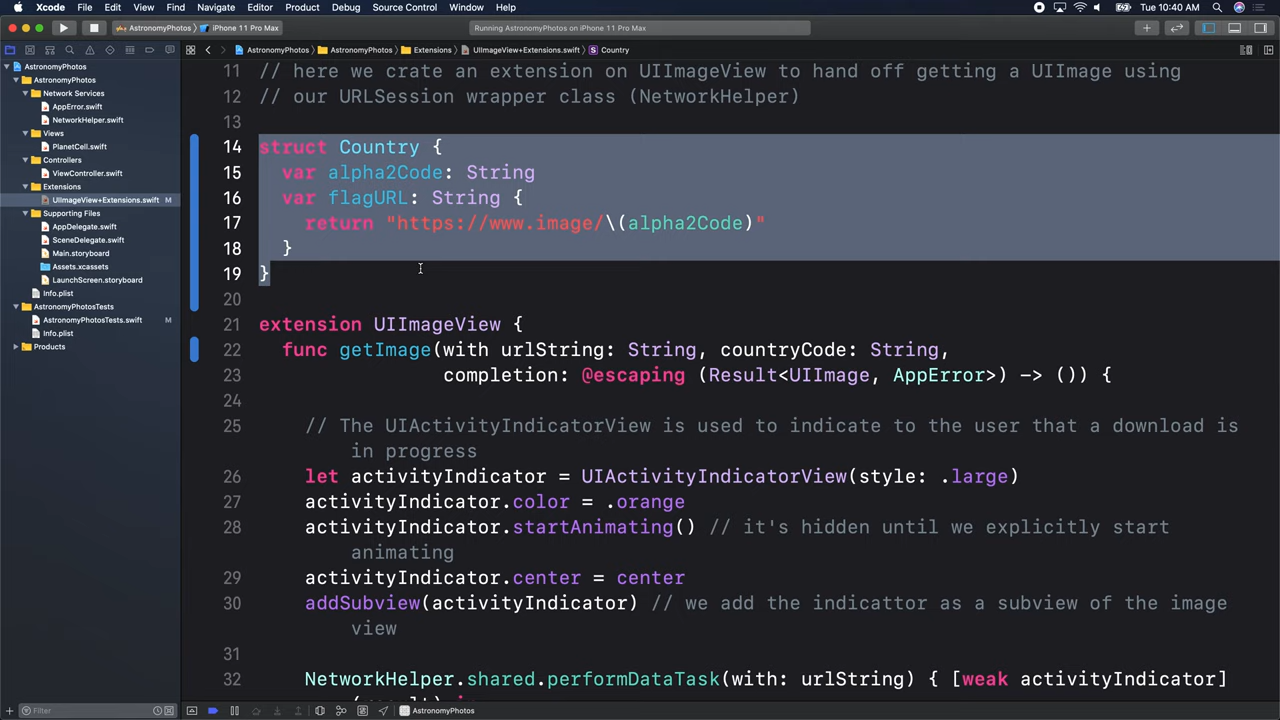 Xcode File Edit View Find Navigate Editor Product Debug Source Control Window Help
Tue 10:40 AM
AstronomyPhotos iPhone 11 Pro Max
Running AstronomyPhotos on iPhone 11 Pro Max
AstronomyPhotos AstronomyPhotos Extensions UIImageView+Extensions.swift S Country
AstronomyPhotos
AstronomyPhotos
Network Services
AppError.swift
NetworkHelper.swift
Views
PlanetCell.swift
Controllers
ViewController.swift
Extensions
UIImageView+Extensions.swift M
Supporting Files
AppDelegate.swift
SceneDelegate.swift
Main.storyboard
Assets.xcassets
LaunchScreen.storyboard
Info.plist
AstronomyPhotosTests
AstronomyPhotosTests.swift M
Info.plist
Products
Filter
11 // here we crate an extension on UIImageView to hand off getting a UIImage using
12 // our URLSession wrapper class (NetworkHelper)
13
14 struct Country {
15 var alpha2Code: String
16 var flagURL: String {
17 return "https://www.image/\(alpha2Code)"
18 }
19 }
20
21 extension UIImageView {
22 func getImage(with urlString: String, countryCode: String,
23 completion: @escaping (Result<UIImage, AppError>) -> ()) {
24
25 // The UIActivityIndicatorView is used to indicate to the user that a download is
in progress
26 let activityIndicator = UIActivityIndicatorView(style: .large)
27 activityIndicator.color = .orange
28 activityIndicator.startAnimating() // it's hidden until we explicitly start
animating
29 activityIndicator.center = center
30 addSubview(activityIndicator) // we add the indicattor as a subview of the image
view
31
32 NetworkHelper.shared.performDataTask(with: urlString) { [weak activityIndicator]
(result) in
AstronomyPhotos